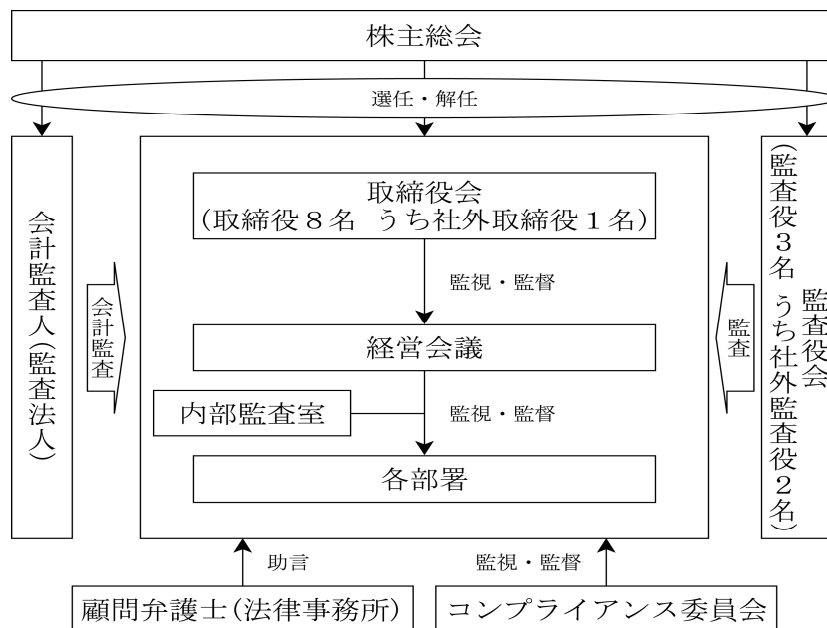 株主総会
選任・解任
会計監査人(監査法人)
会計監査
取締役会
(取締役８名 うち社外取締役１名)
監視・監督
経営会議
内部監査室
監視・監督
各部署
監査
監査役会
(監査役３名 うち社外監査役２名)
助言
監視・監督
顧問弁護士(法律事務所)
コンプライアンス委員会